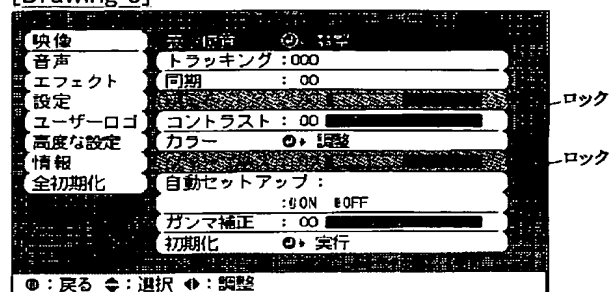 [Drawing 6]
映像
音声
エフェクト
設定
ユーザーロゴ
高度な設定
情報
全初期化
トラッキング :000
同期 : 00
ロック
コントラスト : 00
カラー 調整
ロック
自動セットアップ :
:ON OFF
ガンマ補正 : 00
初期化 実行
:戻る :選択 :調整